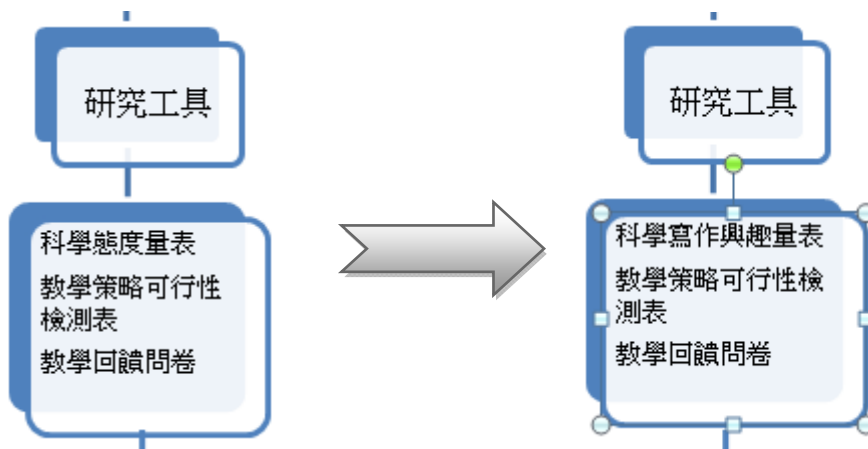 研究工具
科學態度量表
教學策略可行性
檢測表
教學回饋問卷
研究工具
科學寫作興趣量表
教學策略可行性檢
測表
教學回饋問卷